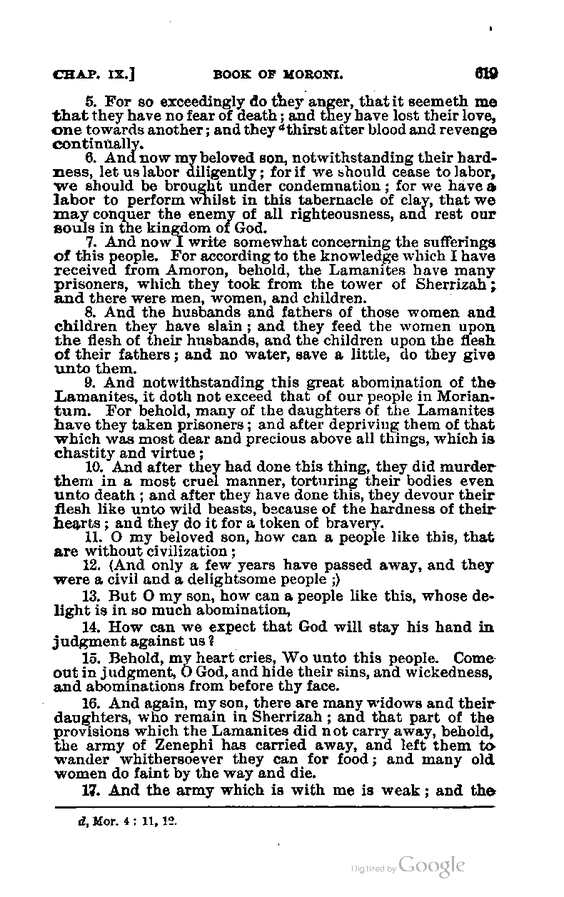 CHAP. IX.] BOOK OF MORONI. 619
5. For so exceedingly do they anger, that it seemeth me
that they have no fear of death; and they have lost their love,
one towards another; and they dthirst after blood and revenge
continually.
6. And now my beloved son, notwithstanding their hard-
ness, let us labor diligently; for if we should cease to labor,
we should be brought under condemnation; for we have a
labor to perform whilst in this tabernacle of clay, that we
may conquer the enemy of all righteousness, and rest our
souls in the kingdom of God.
7. And now I write somewhat concerning the sufferings
of this people. For according to the knowledge which I have
received from Amoron, behold, the Lamanites have many
prisoners, which they took from the tower of Sherrizah;
and there were men, women, and children.
8. And the husbands and fathers of those women and
children they have slain; and they feed the women upon
the flesh of their husbands, and the children upon the flesh
of their fathers; and no water, save a little, do they give
unto them.
9. And notwithstanding this great abomination of the
Lamanites, it doth not exceed that of our people in Morian-
tum. For behold, many of the daughters of the Lamanites
have they taken prisoners; and after depriving them of that
which was most dear and precious above all things, which is
chastity and virtue;
10. And after they had done this thing, they did murder
them in a most cruel manner, torturing their bodies even
unto death; and after they have done this, they devour their
flesh like unto wild beasts, because of the hardness of their
hearts; and they do it for a token of bravery.
11. O my beloved son, how can a people like this, that
are without civilization;
12. (And only a few years have passed away, and they
were a civil and a delightsome people;)
13. But O my son, how can a people like this, whose de-
light is in so much abomination,
14. How can we expect that God will stay his hand in
judgment against us?
15. Behold, my heart cries, Wo unto this people. Come
out in judgment, O God, and hide their sins, and wickedness,
and abominations from before thy face.
16. And again, my son, there are many widows and their
daughters, who remain in Sherrizah; and that part of the
provisions which the Lamanites did not carry away, behold,
the army of Zenephi has carried away, and left them to
wander whithersoever they can for food; and many old
women do faint by the way and die.
17. And the army which is with me is weak; and the
d, Mor. 4: 11, 12.
Digitized by Google